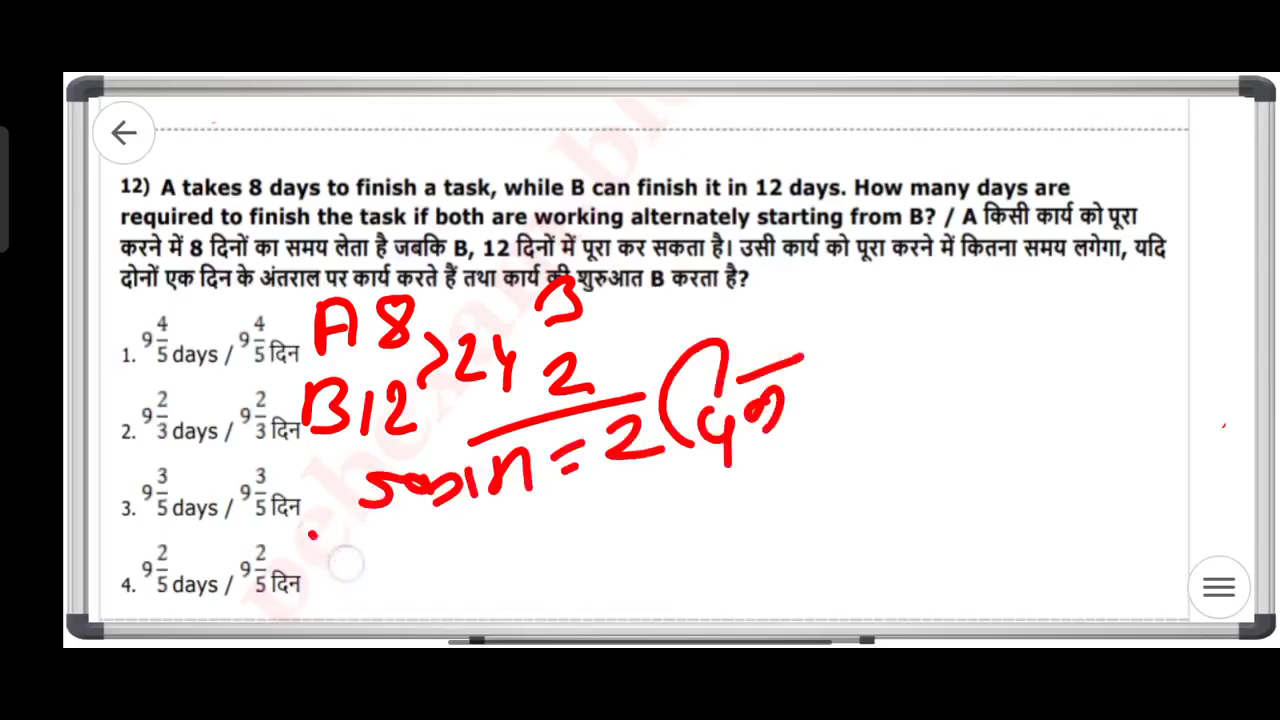 12) A takes 8 days to finish a task, while B can finish it in 12 days. How many days are
required to finish the task if both are working alternately starting from B? / A किसी कार्य को पूरा
करने में 8 दिनों का समय लेता है जबकि B, 12 दिनों में पूरा कर सकता है। उसी कार्य को पूरा करने में कितना समय लगेगा, यदि
दोनों एक दिन के अंतराल पर कार्य करते हैं तथा कार्य की शुरुआत B करता है?
1. 9 4/5 days / 9 4/5 दिन
2. 9 2/3 days / 9 2/3 दिन
3. 9 3/5 days / 9 3/5 दिन
4. 9 2/5 days / 9 2/5 दिन
A 8
B 12
24
B
2
= 2